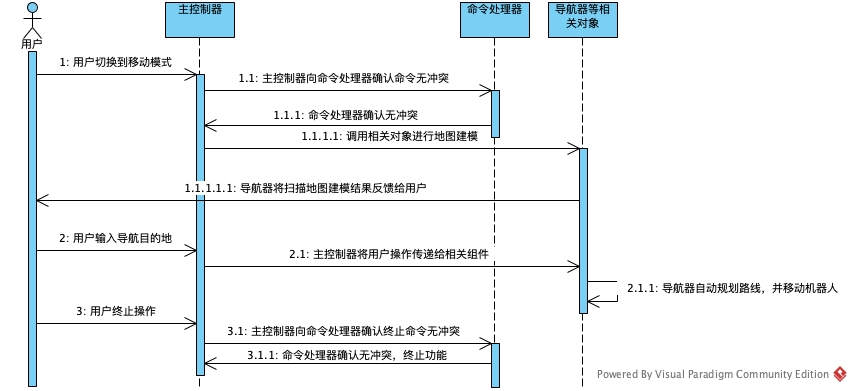 主控制器
命令处理器
导航器等相
关对象
用户
1: 用户切换到移动模式
1.1: 主控制器向命令处理器确认命令无冲突
1.1.1: 命令处理器确认无冲突
1.1.1.1: 调用相关对象进行地图建模
1.1.1.1.1: 导航器将扫描地图建模结果反馈给用户
2: 用户输入导航目的地
2.1: 主控制器将用户操作传递给相关组件
2.1.1: 导航器自动规划路线，并移动机器人
3: 用户终止操作
3.1: 主控制器向命令处理器确认终止命令无冲突
3.1.1: 命令处理器确认无冲突，终止功能
Powered By Visual Paradigm Community Edition